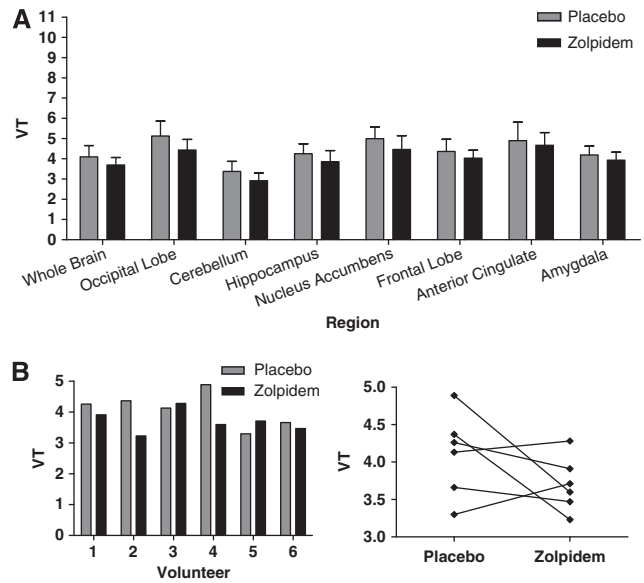 A
Placebo
Zolpidem
VT
11
10
9
8
7
6
5
4
3
2
1
0
Whole Brain
Occipital Lobe
Cerebellum
Hippocampus
Nucleus Accumbens
Frontal Lobe
Anterior Cingulate
Amygdala
Region
B
Placebo
Zolpidem
VT
5
4
3
2
1
0
1 2 3 4 5 6
Volunteer
VT
5.0
4.5
4.0
3.5
3.0
Placebo Zolpidem